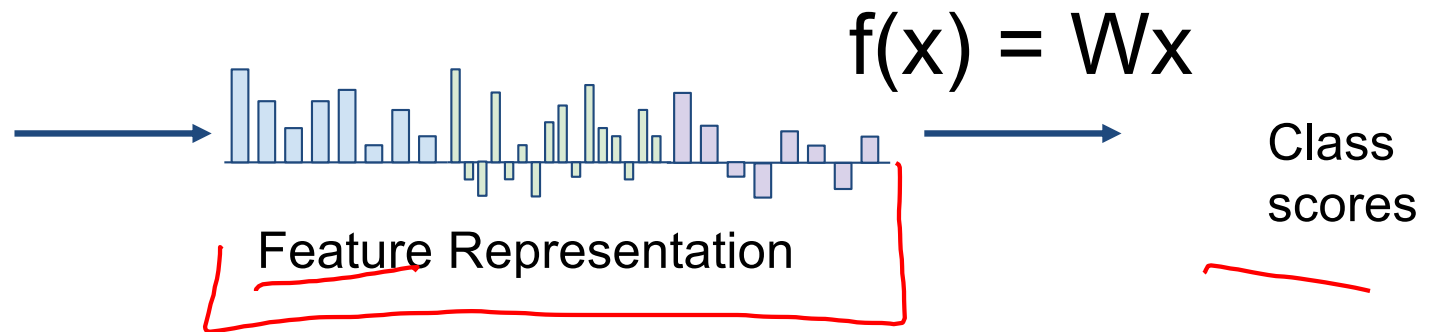 f(x) = Wx
Class
scores
Feature Representation